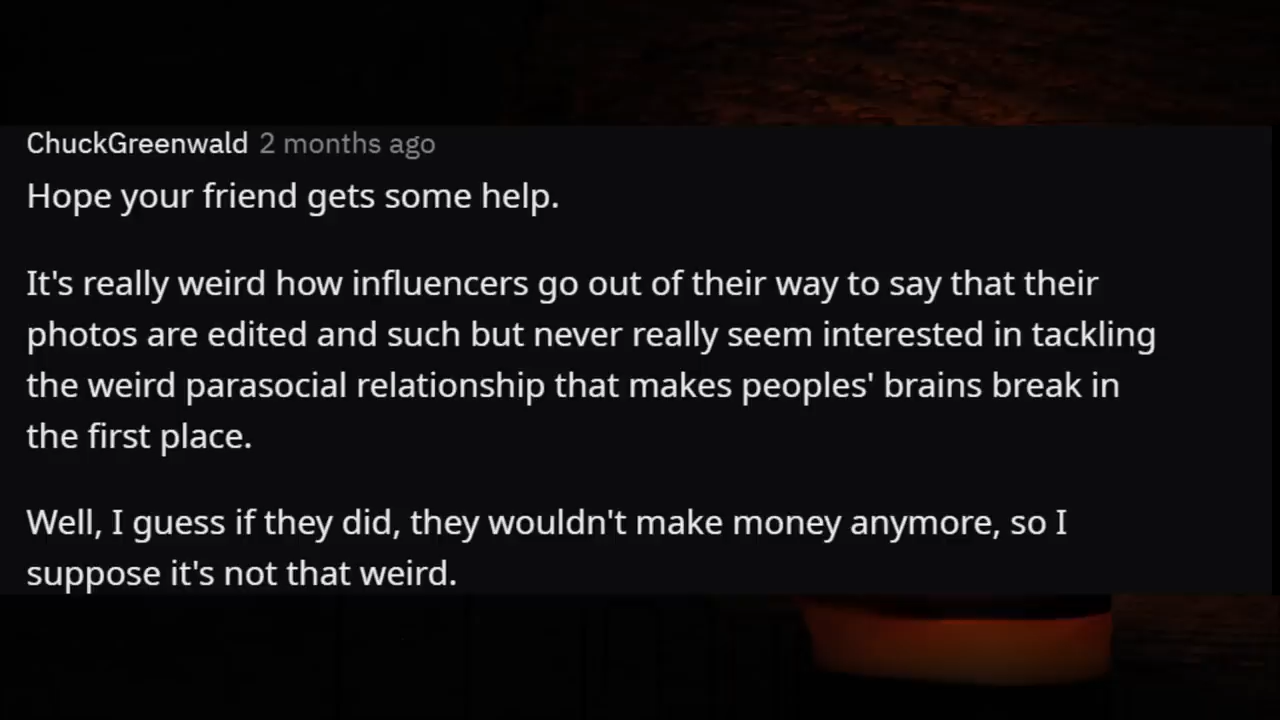 ChuckGreenwald 2 months ago
Hope your friend gets some help.
It's really weird how influencers go out of their way to say that their
photos are edited and such but never really seem interested in tackling
the weird parasocial relationship that makes peoples' brains break in
the first place.
Well, I guess if they did, they wouldn't make money anymore, so I
suppose it's not that weird.